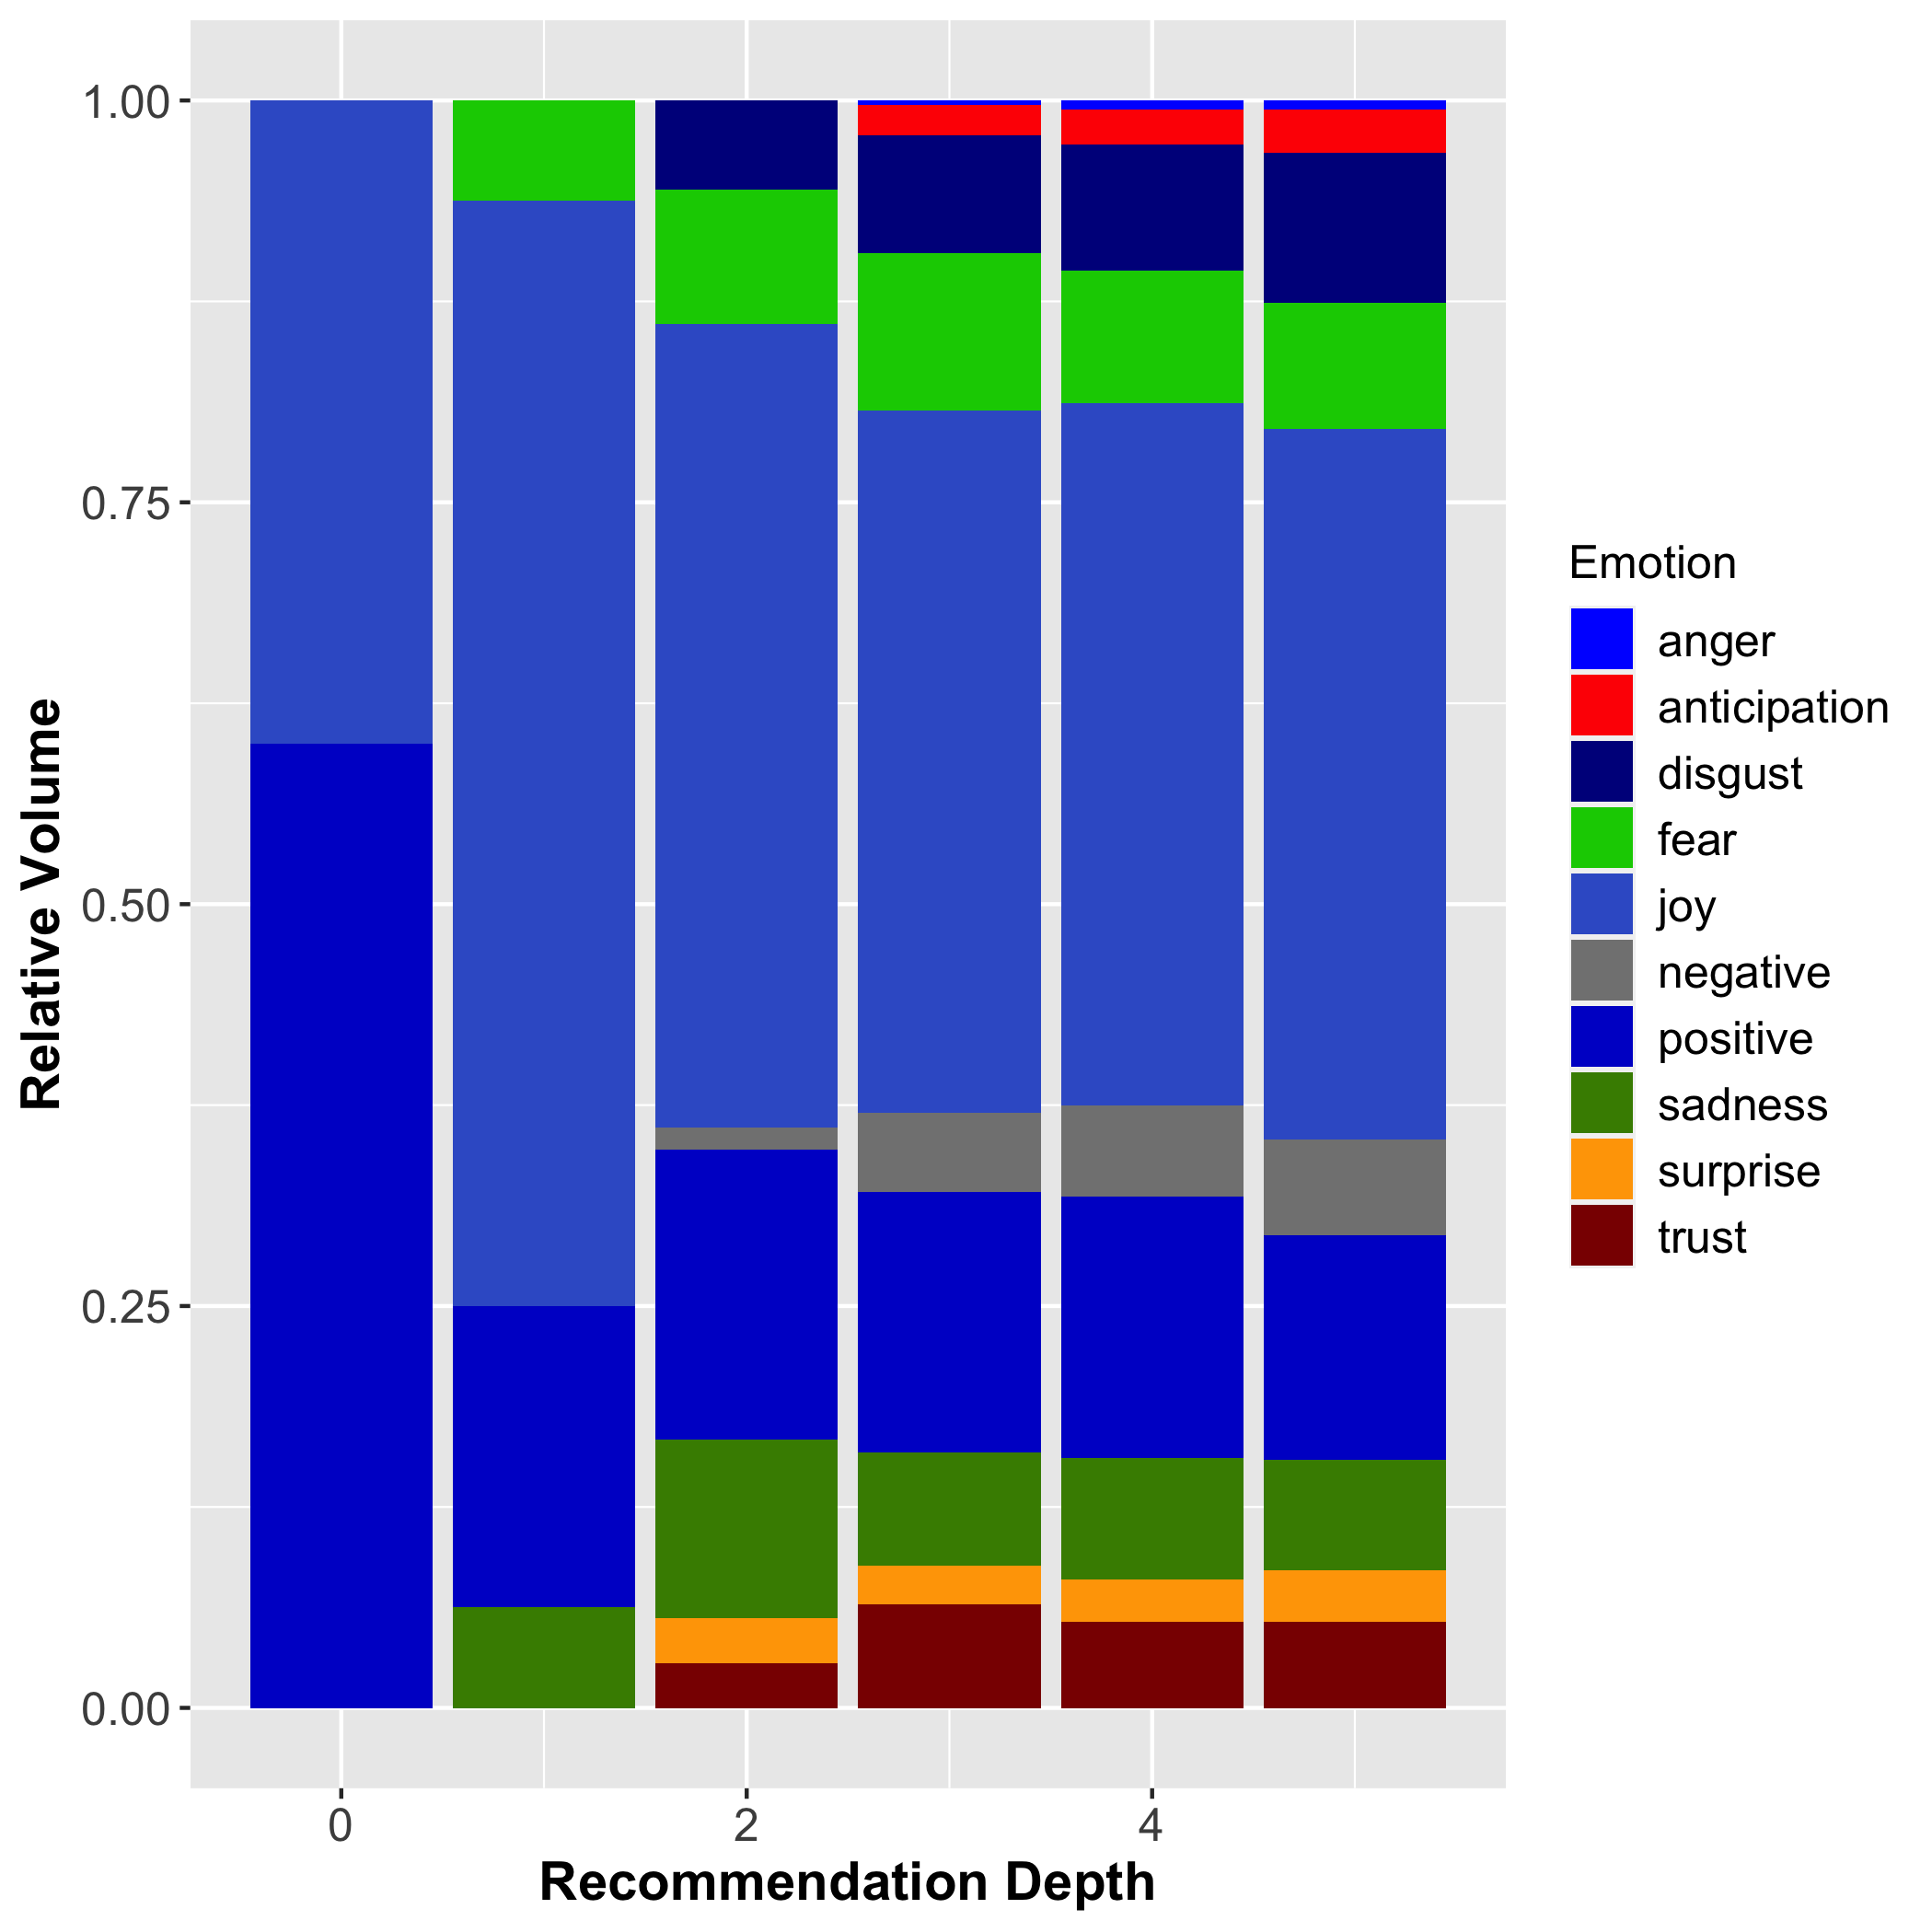 1.00
0.75
0.50
0.25
0.00
Relative Volume
0
2
4
Recommendation Depth
Emotion
anger
anticipation
disgust
fear
joy
negative
positive
sadness
surprise
trust